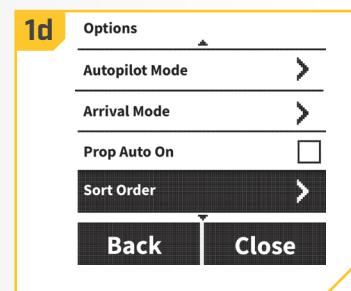 1d
Options
Autopilot Mode
Arrival Mode
Prop Auto On
Sort Order
Back Close